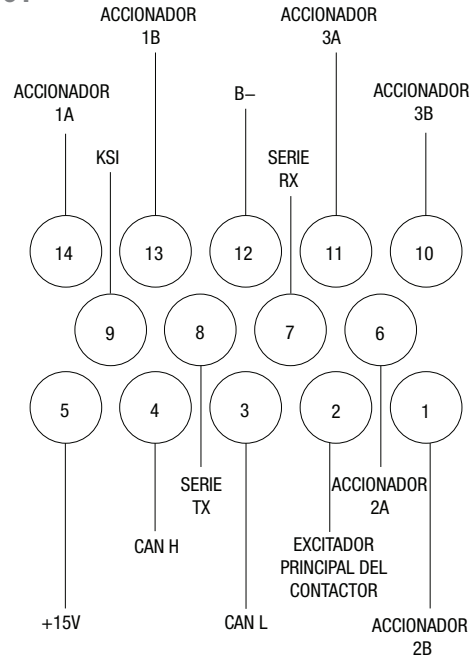 ACCIONADOR
1B
ACCIONADOR
3A
ACCIONADOR
1A
B–
ACCIONADOR
3B
KSI
SERIE
RX
14
13
12
11
10
9
8
7
6
5
4
3
2
1
SERIE
TX
ACCIONADOR
2A
CAN H
EXCITADOR
PRINCIPAL DEL
CONTACTOR
+15V
CAN L
ACCIONADOR
2B